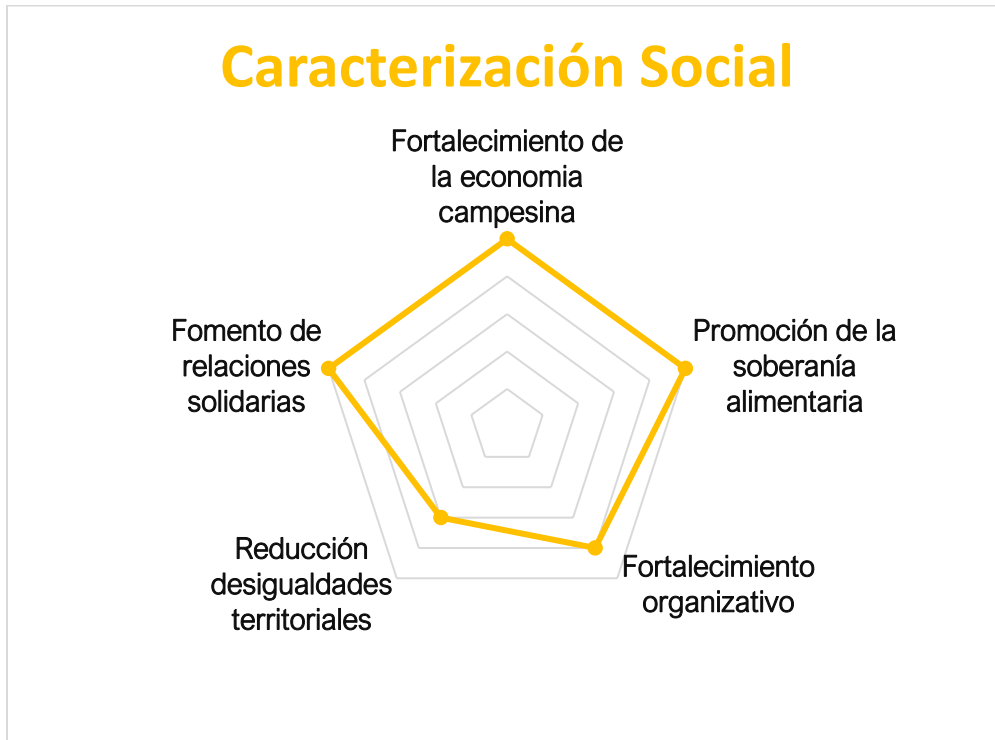 Caracterización Social
Fortalecimiento de
la economia
campesina
Fomento de
relaciones
solidarias
Promoción de la
soberanía
alimentaria
Reducción
desigualdades
territoriales
Fortalecimiento
organizativo